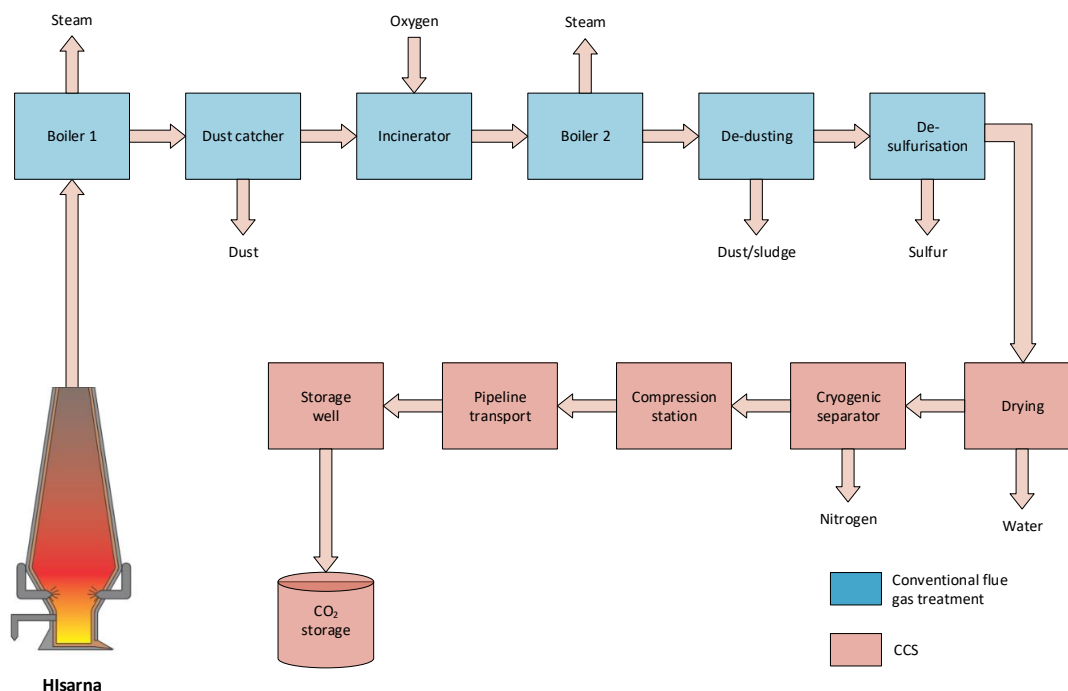 Steam
Oxygen
Steam
Boiler 1
Dust catcher
Incinerator
Boiler 2
De-dusting
De-
sulfurisation
Dust
Dust/sludge
Sulfur
Storage
well
Pipeline
transport
Compression
station
Cryogenic
separator
Drying
Nitrogen
Water
CO₂
storage
Conventional flue
gas treatment
CCS
HIsarna